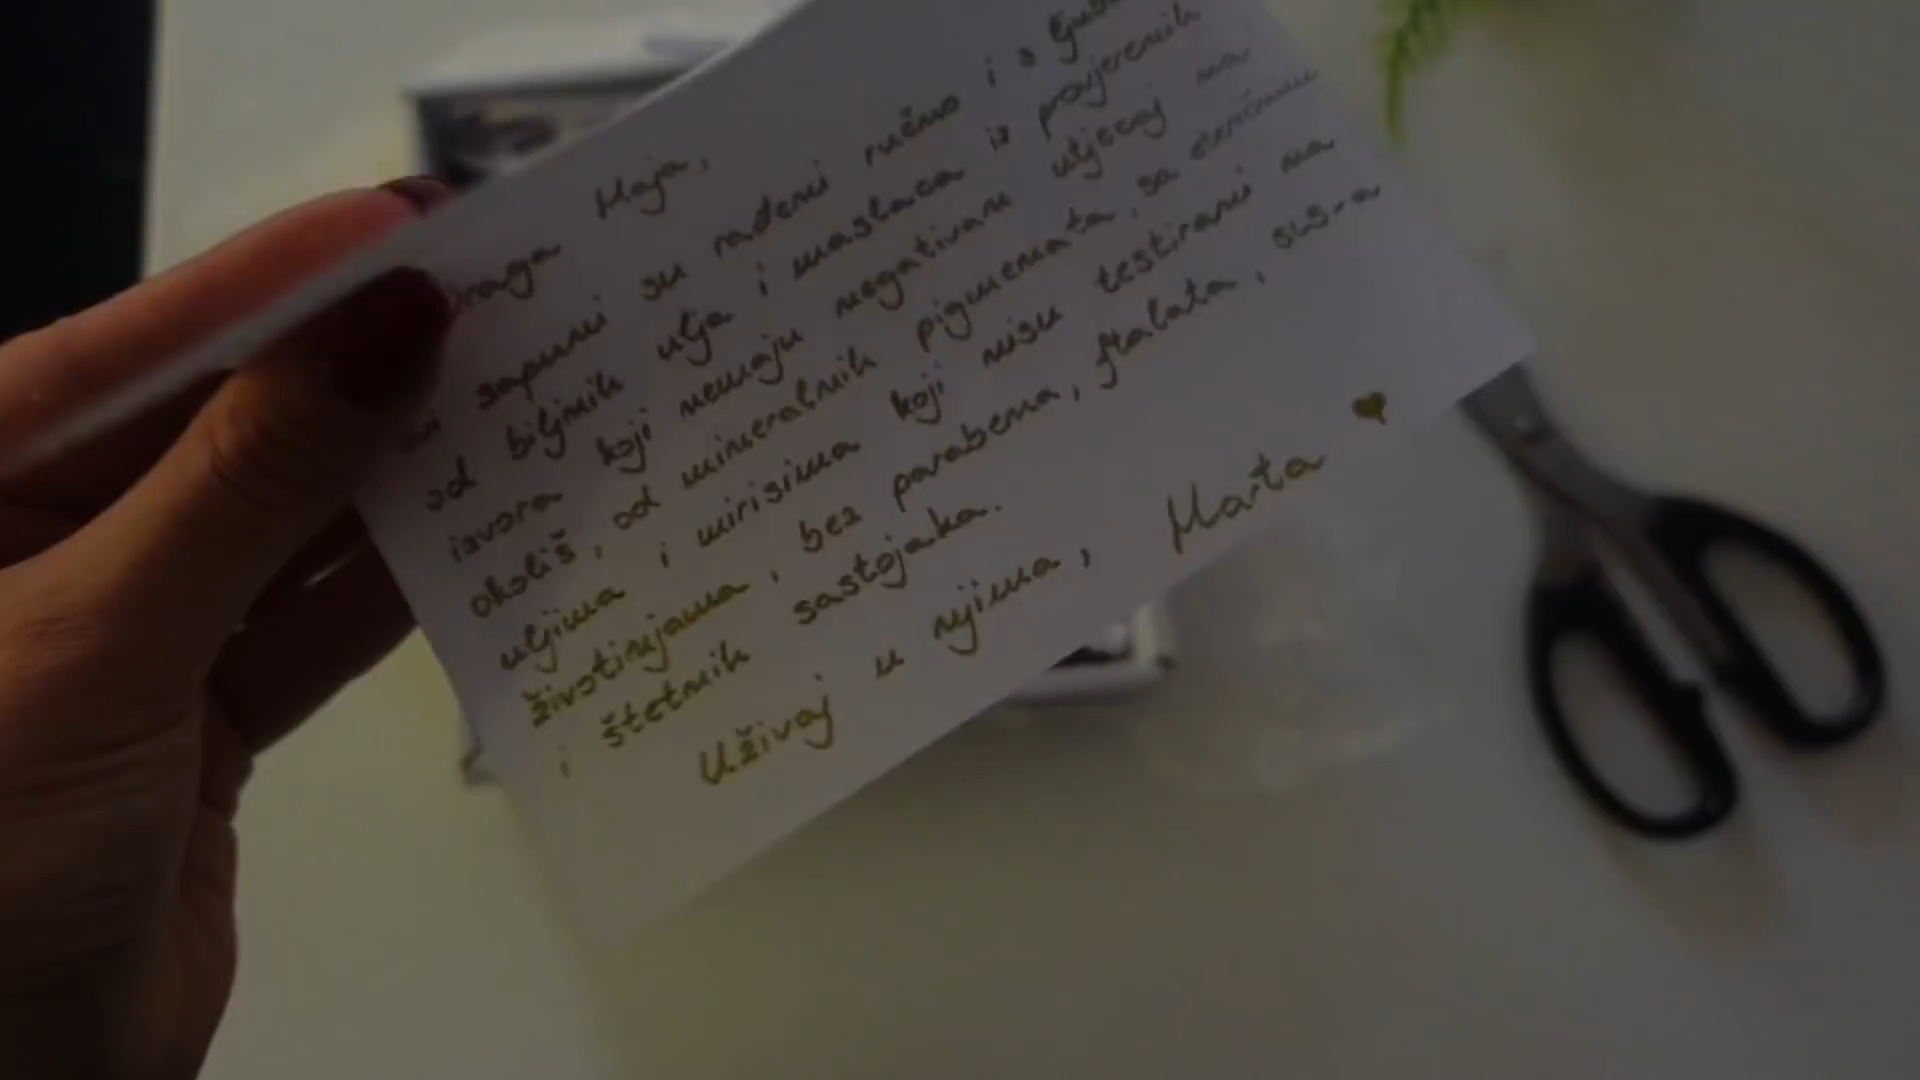 Draga Maja,
ovi sapuni su rađeni ručno i s
od biljnih ulja i maslaca iz provjerenih
izvora koji nemaju negativan utjecaj na
okoliš, od mineralnih pigmenata, sa eteričnim
uljima i mirisima koji nisu testirani na
životinjama, bez parabena, ftalata, SLS-a
i štetnih sastojaka.
Uživaj u njima, Marta ♥